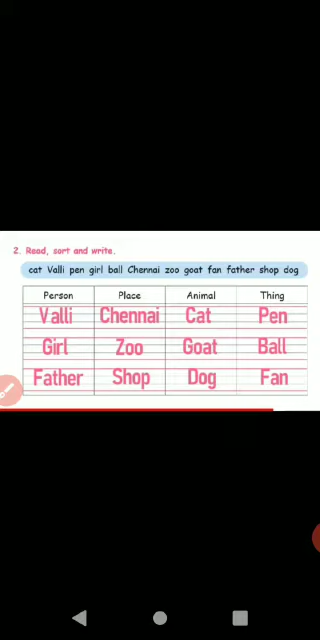 2. Read, sort and write.
cat Valli pen girl ball Chennai zoo goat fan father shop dog
Person Place Animal Thing
Valli Chennai Cat Pen
Girl Zoo Goat Ball
Father Shop Dog Fan